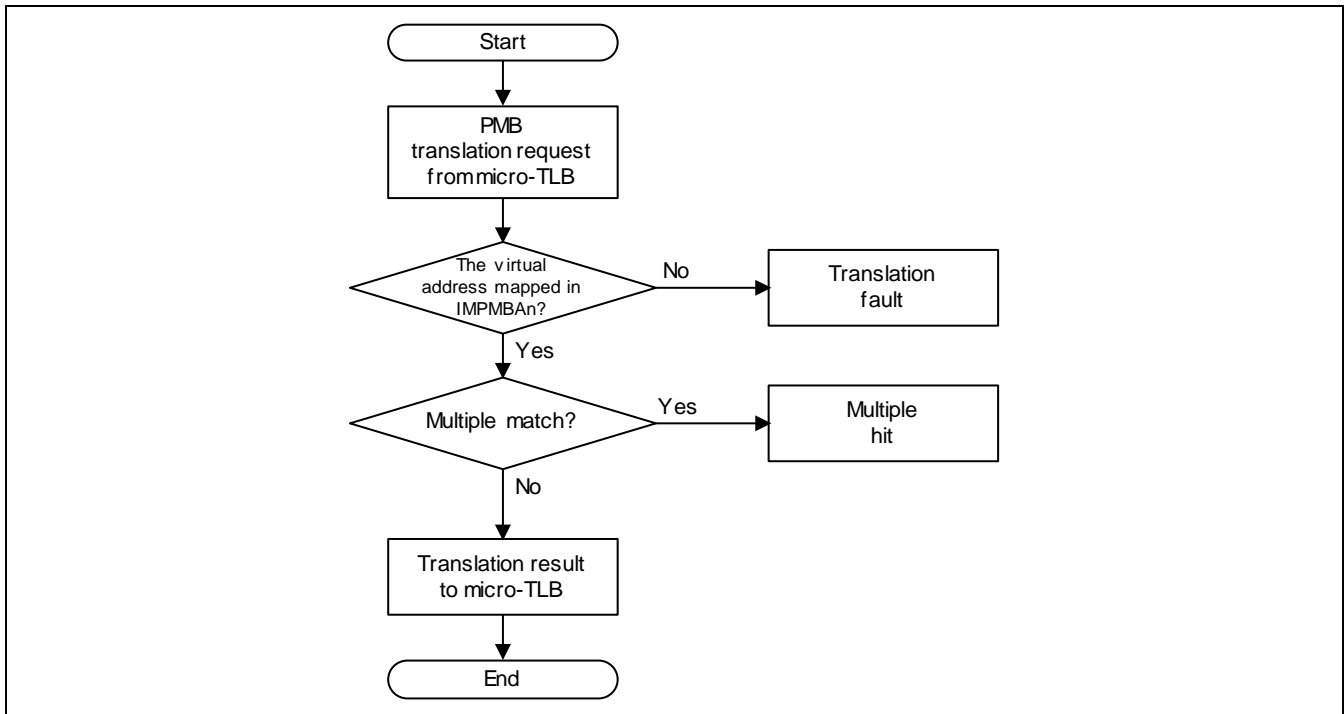 Start
PMB
translation request
from micro-TLB
The virtual
address mapped in
IMPMBAn?
No
Translation
fault
Yes
Multiple match?
Yes
Multiple
hit
No
Translation result
to micro-TLB
End